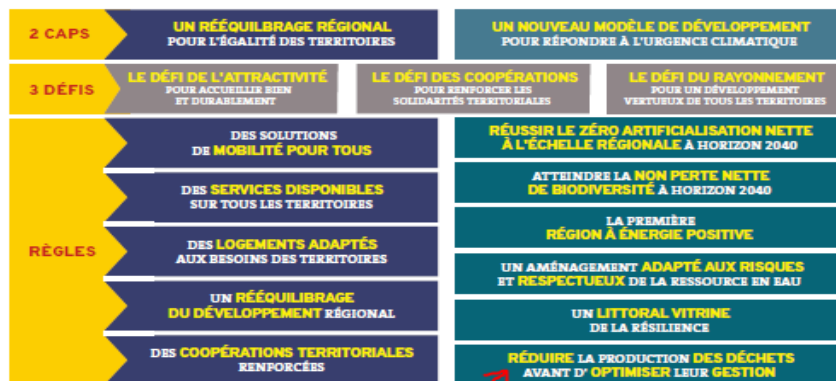 2 CAPS
UN RÉÉQUILBRAGE RÉGIONAL
POUR L'ÉGALITÉ DES TERRITOIRES
UN NOUVEAU MODÈLE DE DÉVELOPPEMENT
POUR RÉPONDRE À L'URGENCE CLIMATIQUE
3 DÉFIS
LE DÉFI DE L'ATTRACTIVITÉ
POUR ACCUEILLIR BIEN
ET DURABLEMENT
LE DÉFI DES COOPÉRATIONS
POUR RENFORCER LES
SOLIDARITÉS TERRITORIALES
LE DÉFI DU RAYONNEMENT
POUR UN DÉVELOPPEMENT
VERTUEUX DE TOUS LES TERRITOIRES
RÈGLES
DES SOLUTIONS
DE MOBILITÉ POUR TOUS
DES SERVICES DISPONIBLES
SUR TOUS LES TERRITOIRES
DES LOGEMENTS ADAPTÉS
AUX BESOINS DES TERRITOIRES
UN RÉÉQUILIBRAGE
DU DÉVELOPPEMENT RÉGIONAL
DES COOPÉRATIONS TERRITORIALES
RENFORCÉES
RÉUSSIR LE ZÉRO ARTIFICIALISATION NETTE
À L'ÉCHELLE RÉGIONALE À HORIZON 2040
ATTEINDRE LA NON PERTE NETTE
DE BIODIVERSITÉ À HORIZON 2040
LA PREMIÈRE
RÉGION À ÉNERGIE POSITIVE
UN AMÉNAGEMENT ADAPTÉ AUX RISQUES
ET RESPECTUEUX DE LA RESSOURCE EN EAU
UN LITTORAL VITRINE
DE LA RÉSILIENCE
RÉDUIRE LA PRODUCTION DES DÉCHETS
AVANT D' OPTIMISER LEUR GESTION